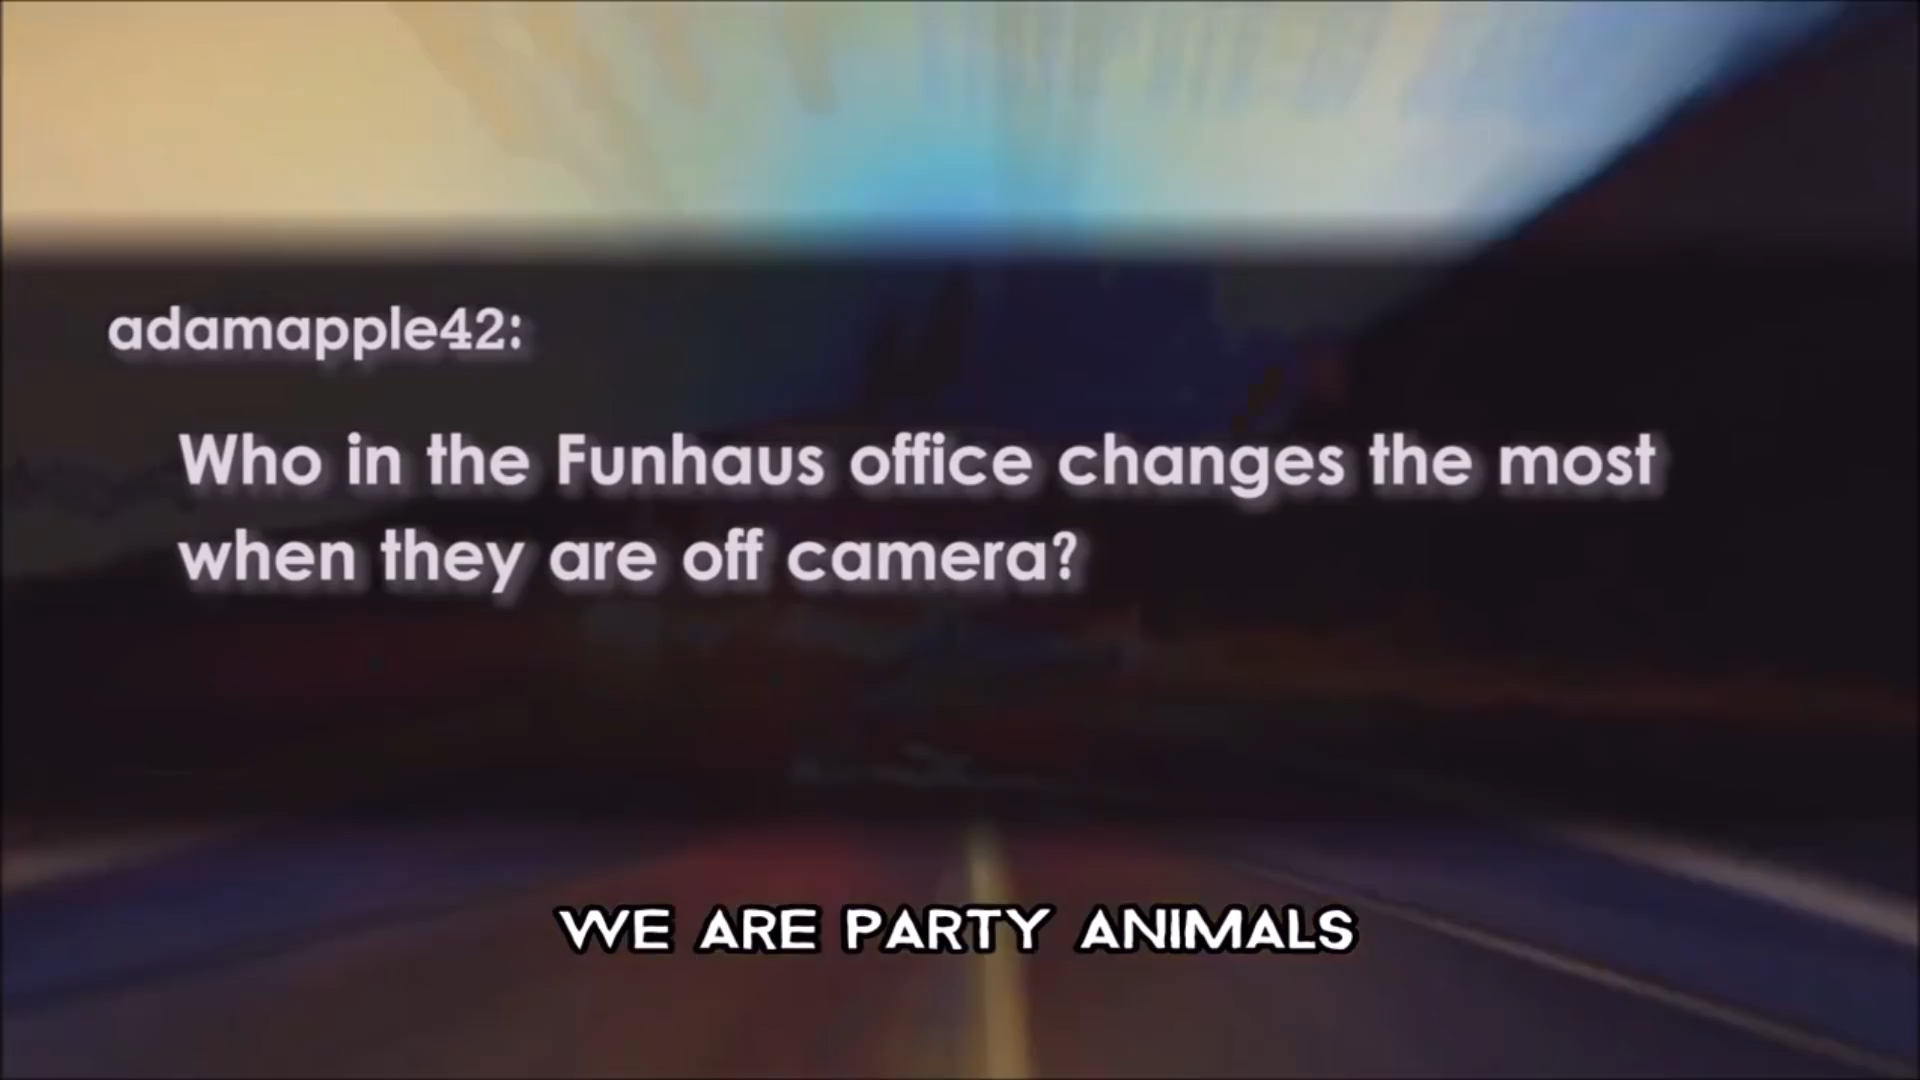 adamapple42:
Who in the Funhaus office changes the most
when they are off camera?
WE ARE PARTY ANIMALS